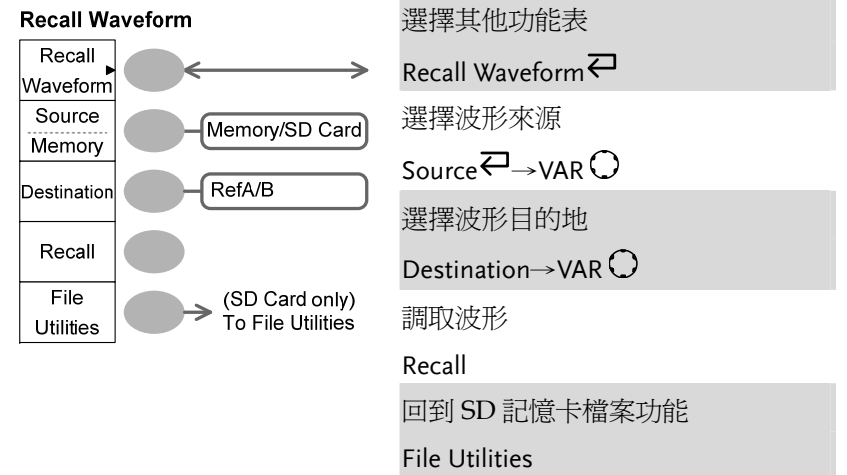 Recall Waveform
Recall
Waveform
Source
Memory
Memory/SD Card
Destination
RefA/B
Recall
File
Utilities
(SD Card only)
To File Utilities
選擇其他功能表
Recall Waveform
選擇波形來源
Source→VAR
選擇波形目的地
Destination→VAR
調取波形
Recall
回到 SD 記憶卡檔案功能
File Utilities